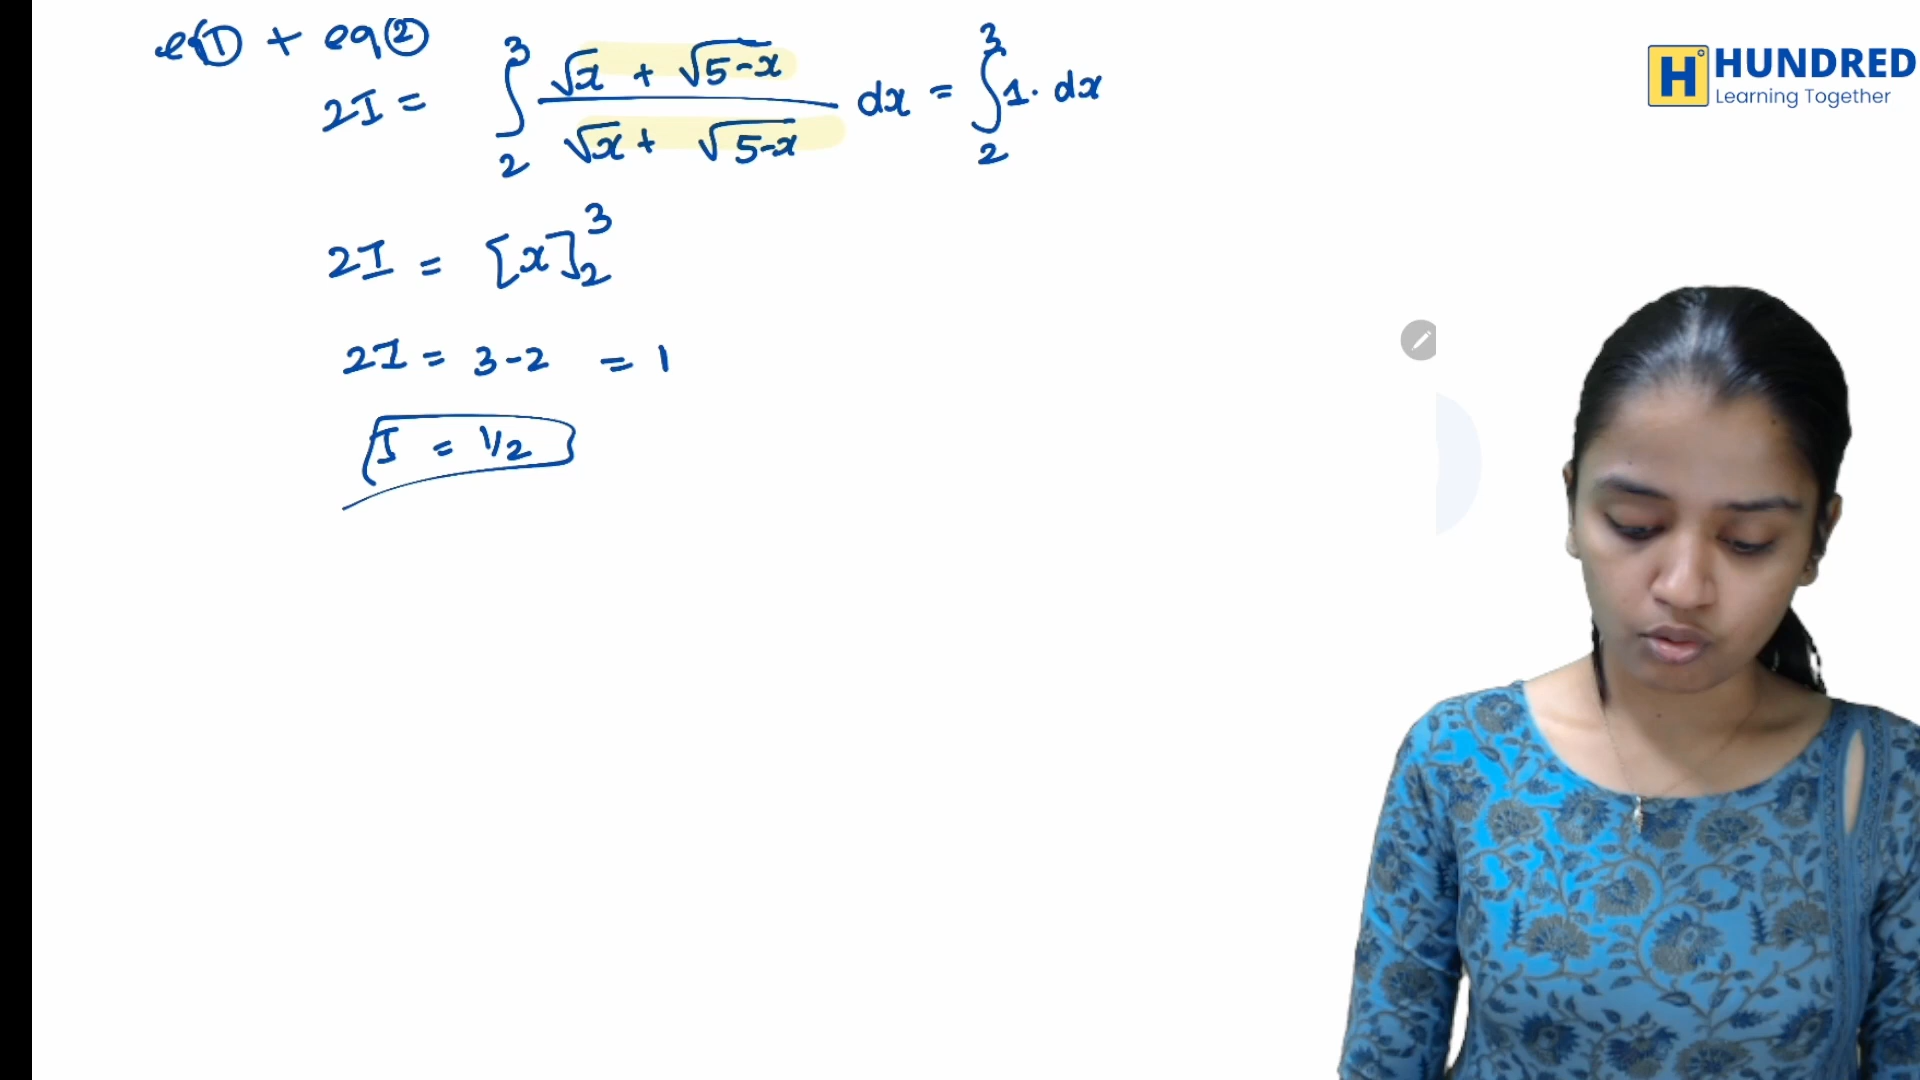 eq① + eq②
2I = ∫₂³ (√x + √(5-x)) / (√x + √(5-x)) dx = ∫₂³ 1. dx
2I = [x]₂³
2I = 3-2 = 1
I = 1/2
H° HUNDRED
Learning Together